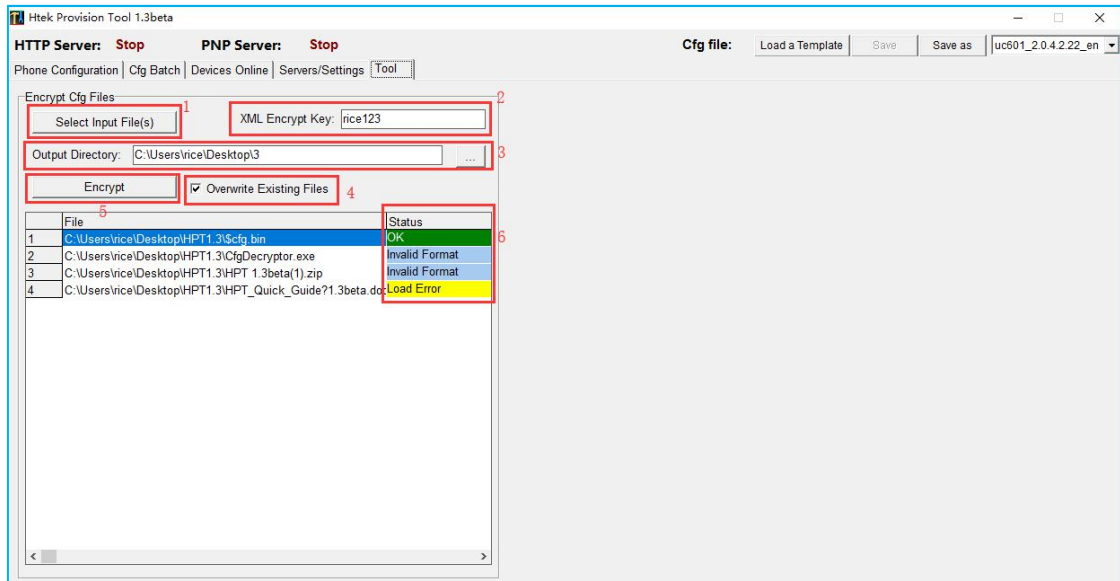 Htek Provision Tool 1.3beta
HTTP Server: Stop PNP Server: Stop Cfg file: Load a Template Save Save as uc601_2.0.4.2.22_en
Phone Configuration Cfg Batch Devices Online Servers/Settings Tool
Encrypt Cfg Files
1 2
Select Input File(s) XML Encrypt Key: rice123
Output Directory: C:\Users\rice\Desktop\3 ... 3
Encrypt Overwrite Existing Files 4
5
File Status
1 C:\Users\rice\Desktop\HPT1.3\$cfg.bin OK 6
2 C:\Users\rice\Desktop\HPT1.3\CfgDecryptor.exe Invalid Format
3 C:\Users\rice\Desktop\HPT1.3\HPT 1.3beta(1).zip Invalid Format
4 C:\Users\rice\Desktop\HPT1.3\HPT_Quick_Guide?1.3beta.do Load Error